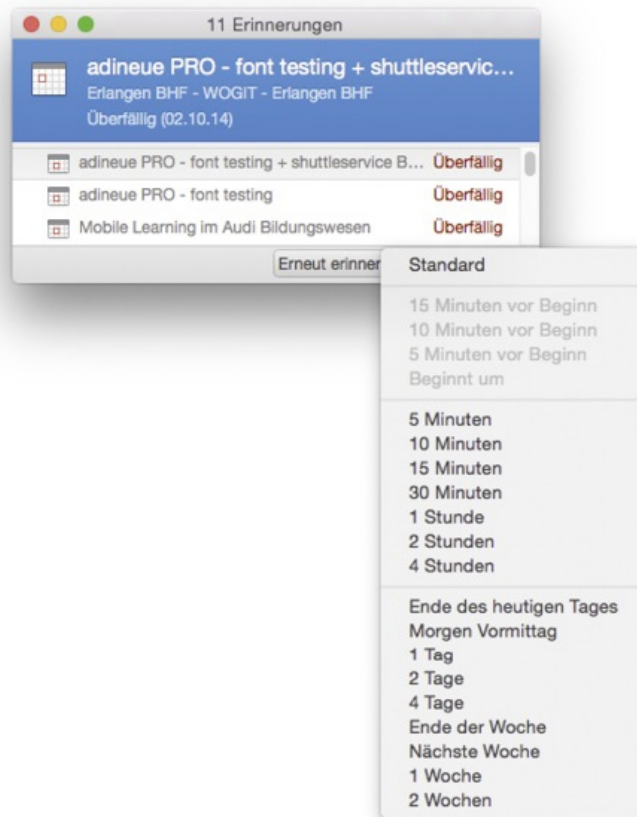 11 Erinnerungen
adineue PRO - font testing + shuttleservic...
Erlangen BHF - WOGIT - Erlangen BHF
Überfällig (02.10.14)
adineue PRO - font testing + shuttleservice B... Überfällig
adineue PRO - font testing Überfällig
Mobile Learning im Audi Bildungswesen Überfällig
Erneut erinner
Standard
15 Minuten vor Beginn
10 Minuten vor Beginn
5 Minuten vor Beginn
Beginnt um
5 Minuten
10 Minuten
15 Minuten
30 Minuten
1 Stunde
2 Stunden
4 Stunden
Ende des heutigen Tages
Morgen Vormittag
1 Tag
2 Tage
4 Tage
Ende der Woche
Nächste Woche
1 Woche
2 Wochen